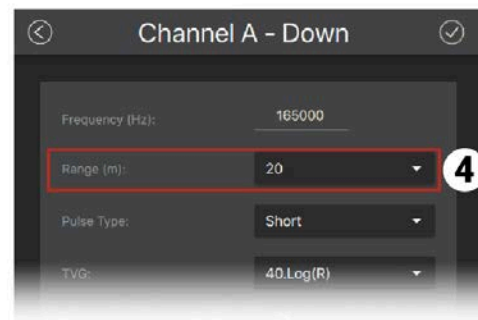 Channel A - Down
Frequency (Hz): 165000
Range (m): 20 4
Pulse Type: Short
TVG: 40.Log(R)